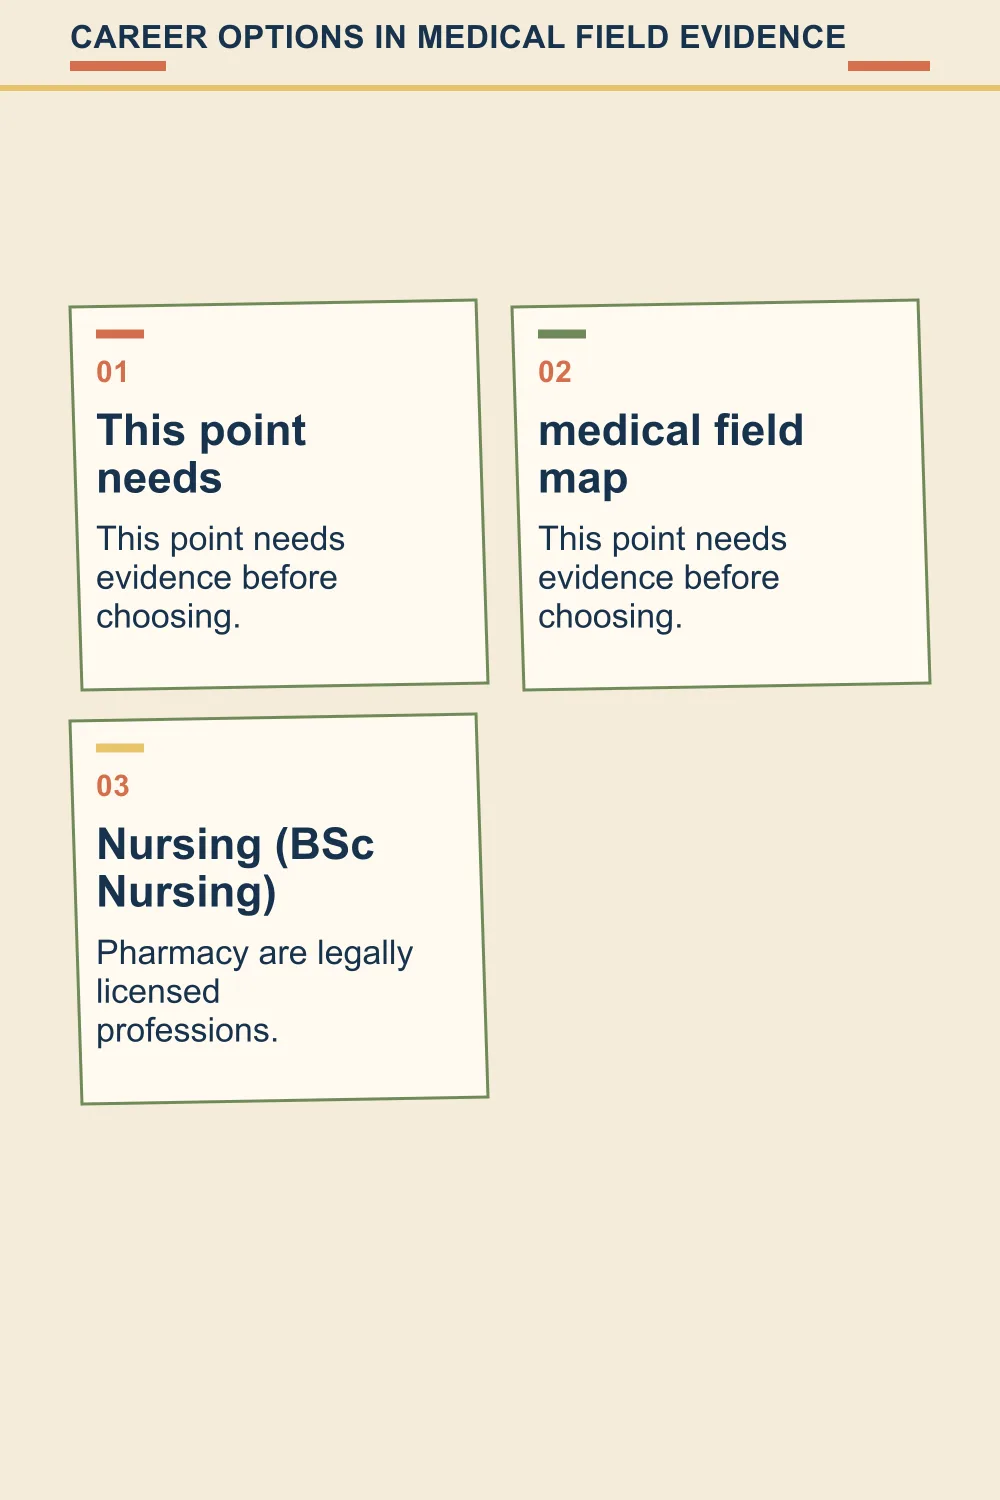 CAREER OPTIONS IN MEDICAL FIELD EVIDENCE
01
This point
needs
This point needs
evidence before
choosing.
02
medical field
map
This point needs
evidence before
choosing.
03
Nursing (BSc
Nursing)
Pharmacy are legally
licensed
professions.